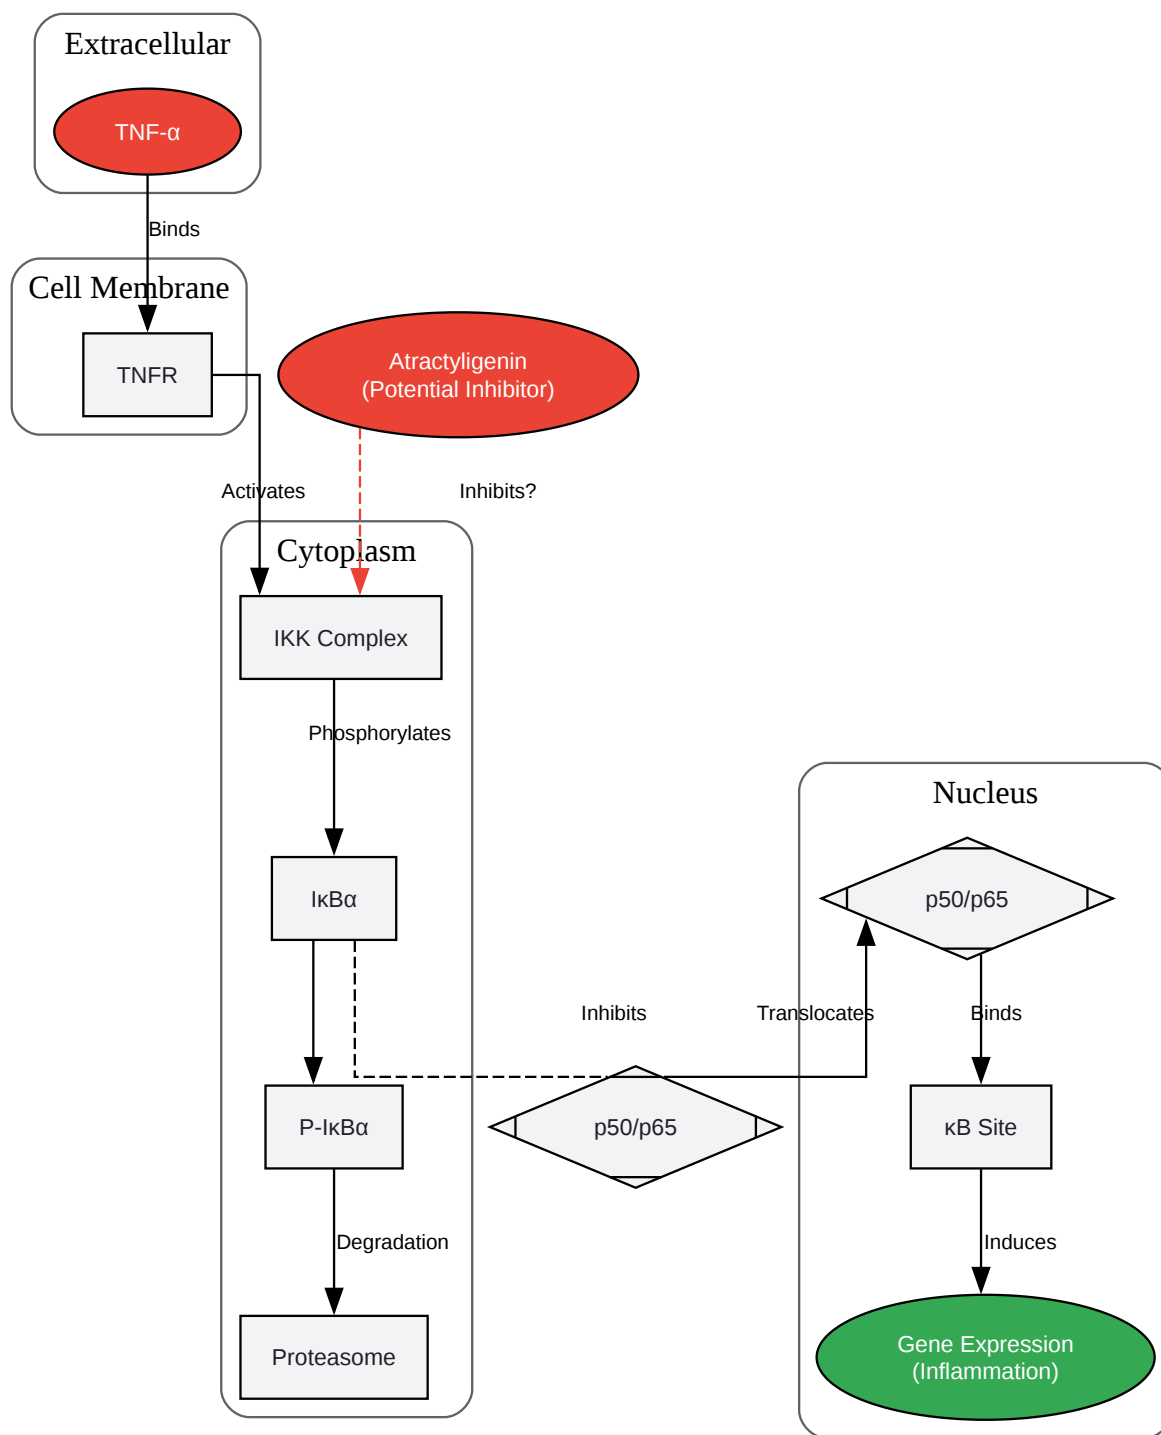 Extracellular
TNF-α
Binds
Cell Membrane
TNFR
Atractyligenin
(Potential Inhibitor)
Activates
Inhibits?
Cytoplasm
IKK Complex
Phosphorylates
Nucleus
IκBα
p50/p65
Inhibits
Translocates
Binds
P-IκBα
p50/p65
κB Site
Degradation
Induces
Proteasome
Gene Expression
(Inflammation)